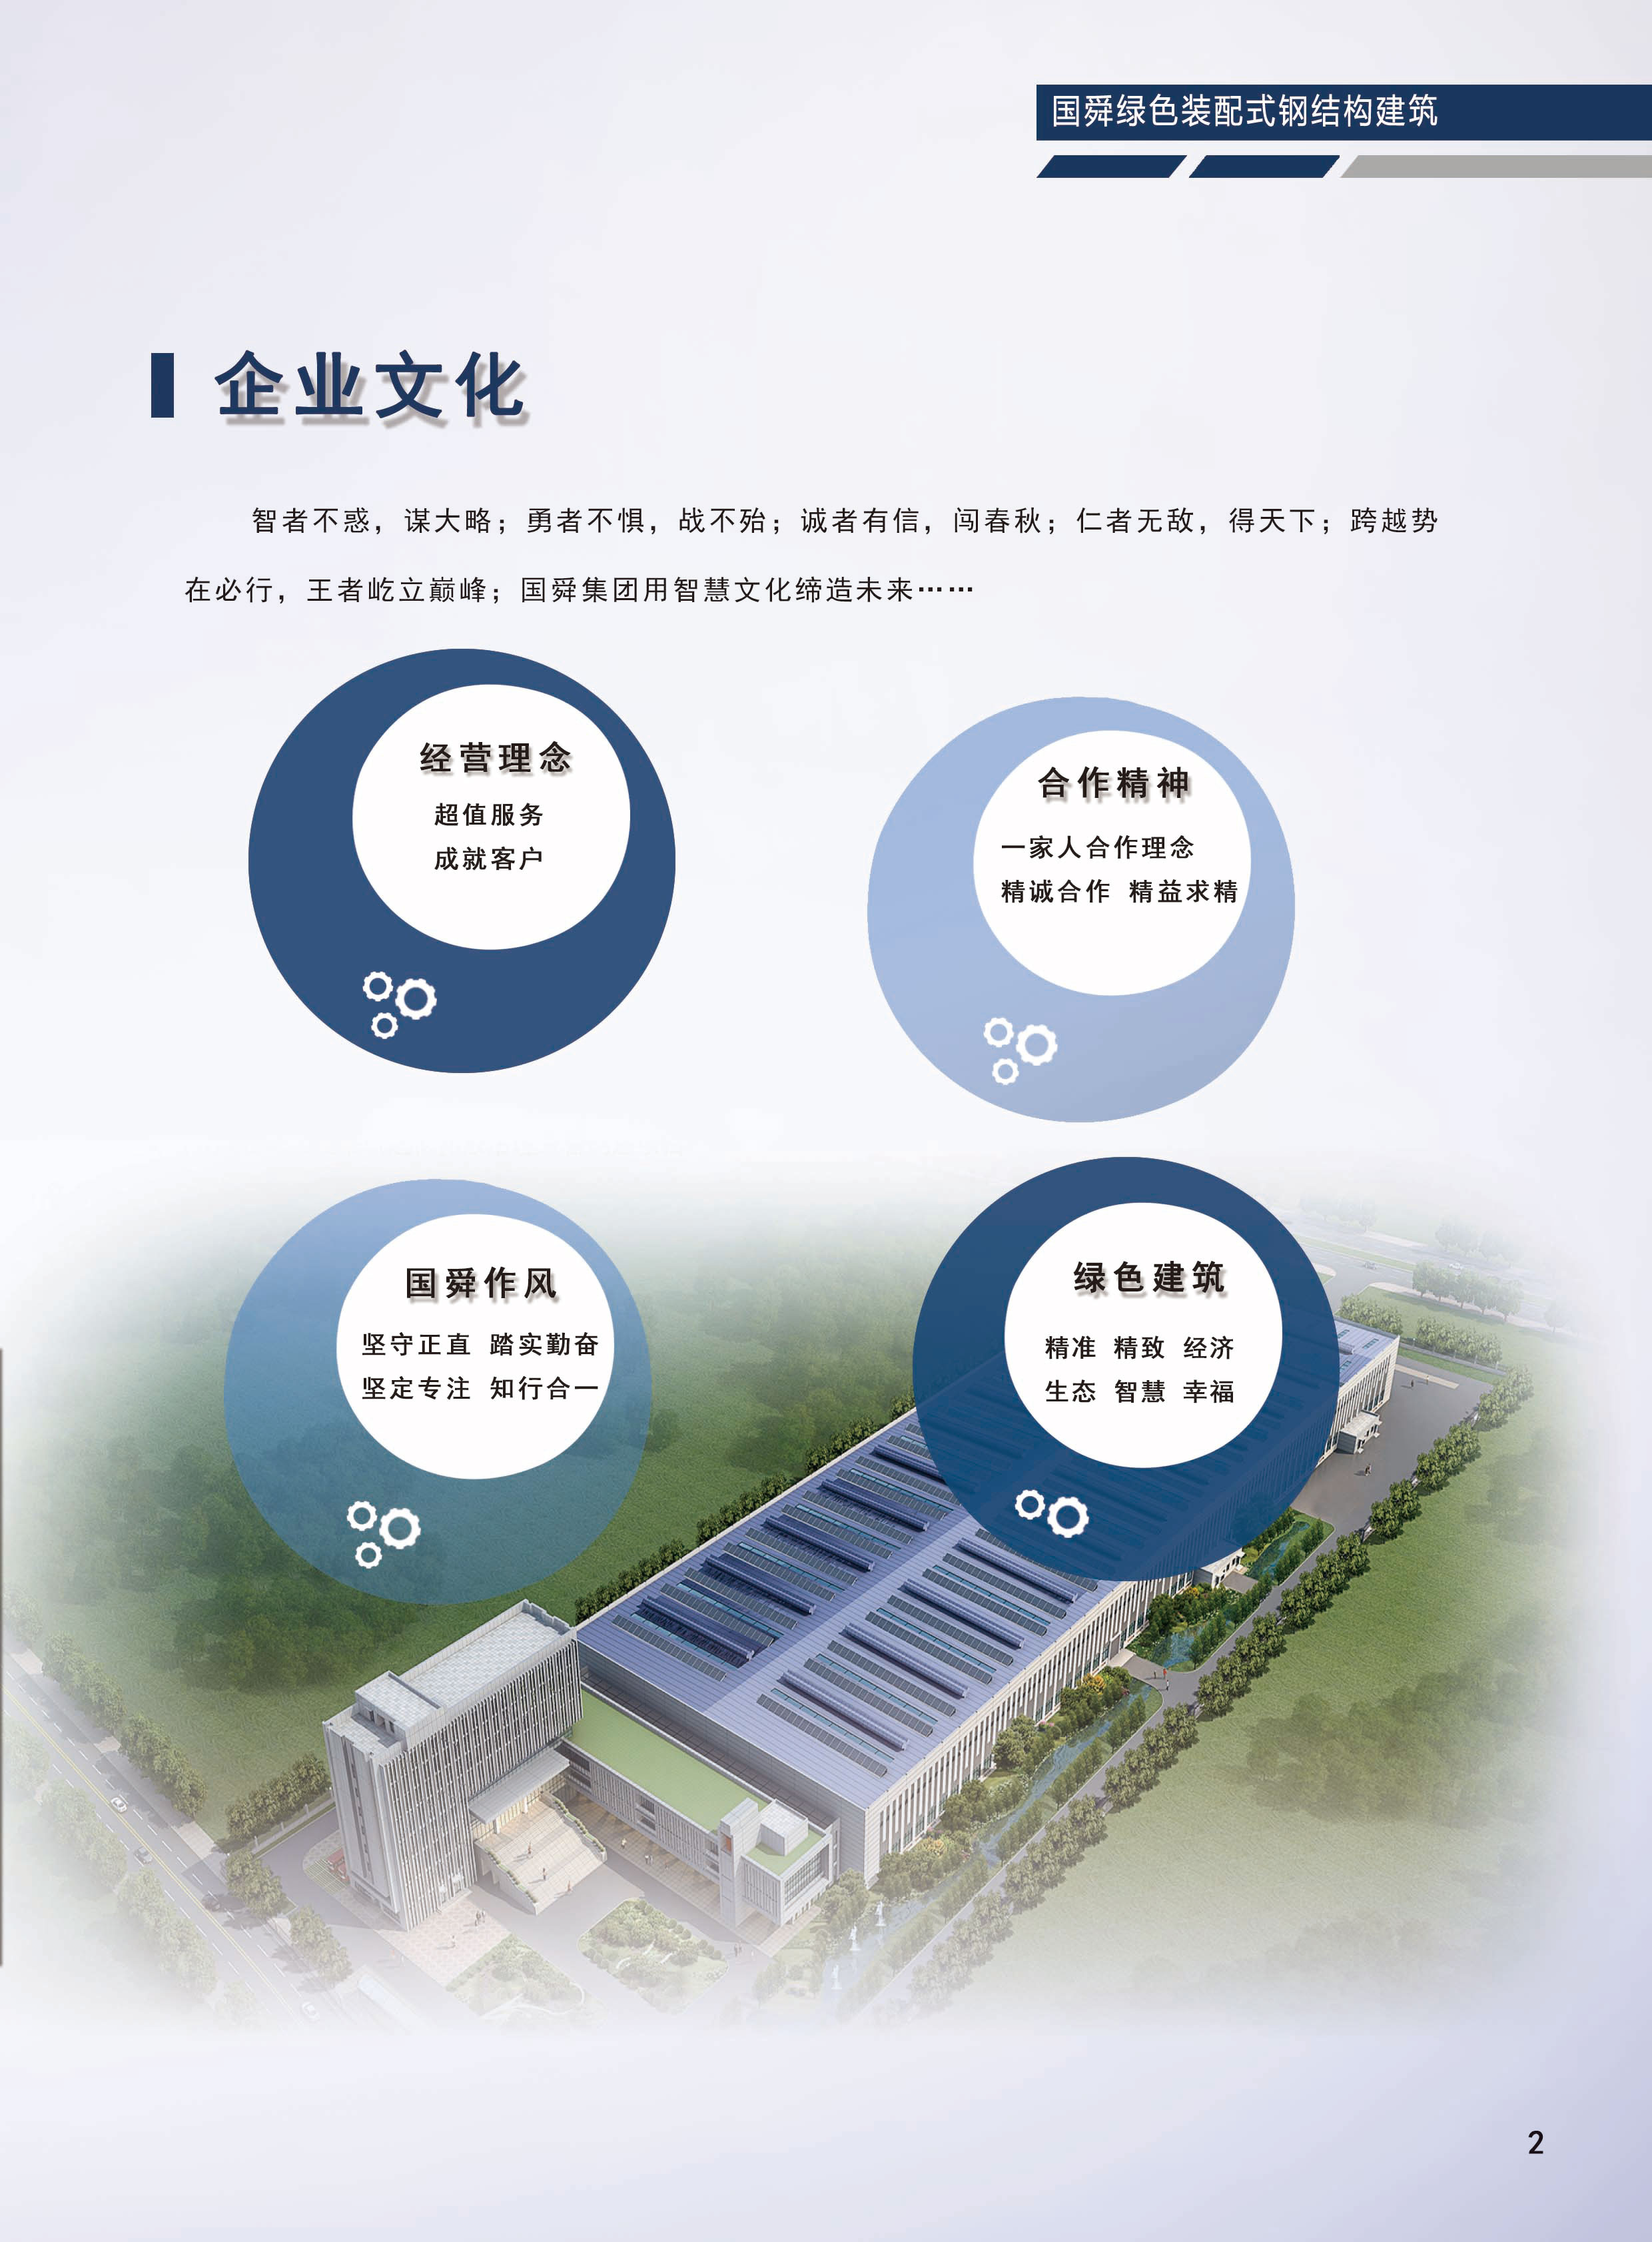 国舜绿色装配式钢结构建筑
企业文化
智者不惑，谋大略；勇者不惧，战不殆；诚者有信，闯春秋；仁者无敌，得天下；跨越势
在必行，王者屹立巅峰；国舜集团用智慧文化缔造未来……
经营理念
超值服务
成就客户
合作精神
一家人合作理念
精诚合作 精益求精
国舜作风
坚守正直 踏实勤奋
坚定专注 知行合一
绿色建筑
精准 精致 经济
生态 智慧 幸福
2